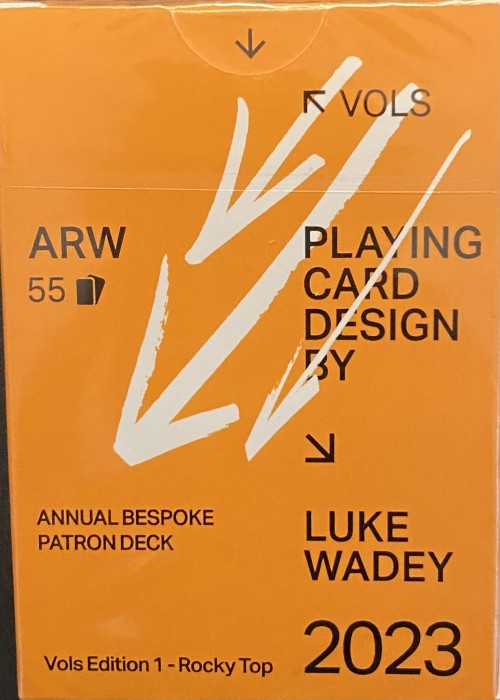 VOLS
ARW
55
PLAYING
CARD
DESIGN
BY
ANNUAL BESPOKE
PATRON DECK
LUKE
WADEY
2023
Vols Edition 1 - Rocky Top